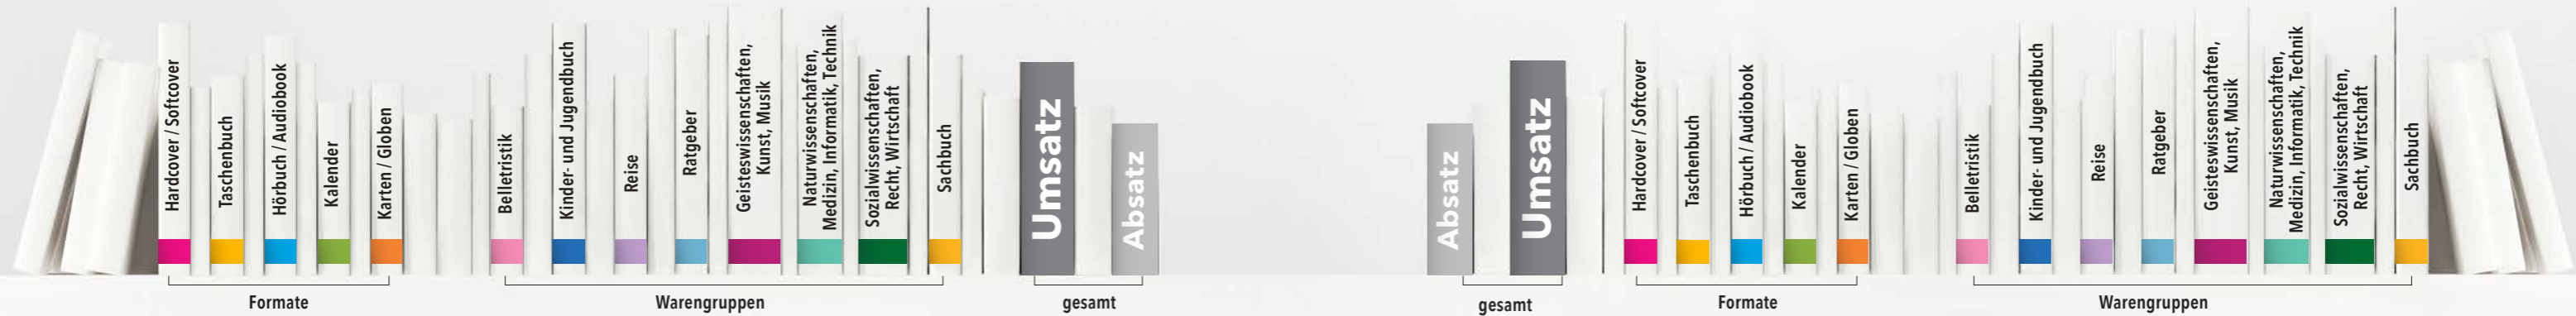 Hardcover / Softcover
Taschenbuch
Hörbuch / Audiobook
Kalender
Karten / Globen
Belletristik
Kinder- und Jugendbuch
Reise
Ratgeber
Geisteswissenschaften,
Kunst, Musik
Naturwissenschaften,
Medizin, Informatik, Technik
Sozialwissenschaften,
Recht, Wirtschaft
Sachbuch
Umsatz
Absatz
Formate
Warengruppen
gesamt
Absatz
Umsatz
Hardcover / Softcover
Taschenbuch
Hörbuch / Audiobook
Kalender
Karten / Globen
Belletristik
Kinder- und Jugendbuch
Reise
Ratgeber
Geisteswissenschaften,
Kunst, Musik
Naturwissenschaften,
Medizin, Informatik, Technik
Sozialwissenschaften,
Recht, Wirtschaft
Sachbuch
gesamt
Formate
Warengruppen